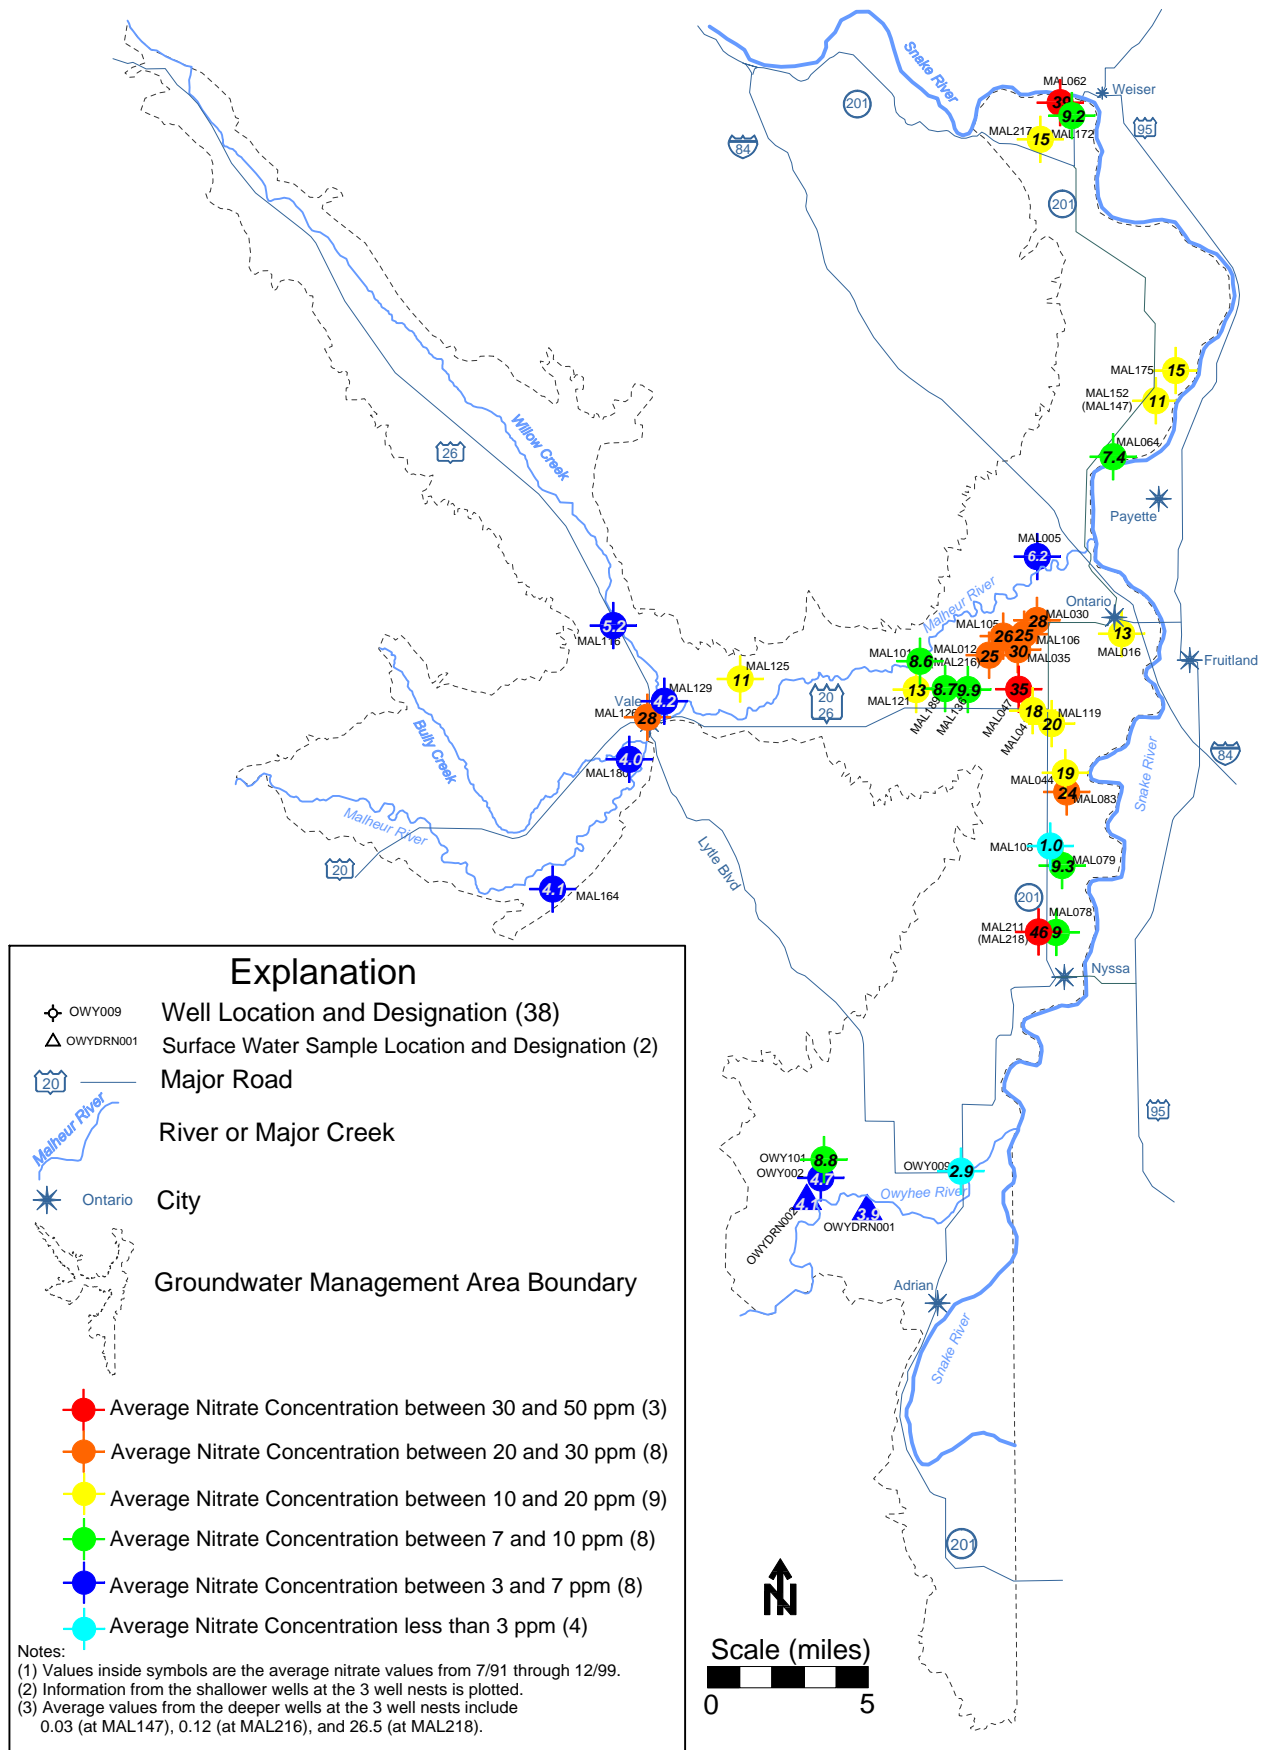 Snake River
MAL062
Weiser
201
39
9.2
95
MAL217
15
MAL172
84
201
MAL175
15
MAL152
(MAL147)
11
MAL064
7.4
Willow Creek
26
Payette
MAL005
6.2
Malheur River
Ontario
MAL030
28
MAL105
26
25
MAL106
13
MAL016
5.2
MAL101
8.6
MAL012
(MAL216)
25
30
MAL035
Fruitland
MAL125
11
MAL129
4.2
Vale
28
20
26
MAL121
13
8.7
9.9
MAL189
MAL136
35
MAL047
18
MAL119
20
Bully Creek
4.0
MAL180
84
Snake River
19
MAL044
24
MAL083
Malheur River
20
Lytle Blvd
1.0
MAL079
9.3
4.1
MAL164
201
MAL078
MAL211
(MAL218)
46
9
Nyssa
95
OWY101
8.8
OWY002
4.7
OWY009
2.9
Owyhee River
4.1
3.9
OWYDRN002
OWYDRN001
Adrian
Snake River
201
Explanation
OWY009 Well Location and Designation (38)
OWYDRN001 Surface Water Sample Location and Designation (2)
20 Major Road
Malheur River
River or Major Creek
Ontario City
Groundwater Management Area Boundary
Average Nitrate Concentration between 30 and 50 ppm (3)
Average Nitrate Concentration between 20 and 30 ppm (8)
Average Nitrate Concentration between 10 and 20 ppm (9)
Average Nitrate Concentration between 7 and 10 ppm (8)
Average Nitrate Concentration between 3 and 7 ppm (8)
Average Nitrate Concentration less than 3 ppm (4)
Notes:
(1) Values inside symbols are the average nitrate values from 7/91 through 12/99.
(2) Information from the shallower wells at the 3 well nests is plotted.
(3) Average values from the deeper wells at the 3 well nests include
0.03 (at MAL147), 0.12 (at MAL216), and 26.5 (at MAL218).
N
Scale (miles)
0 5